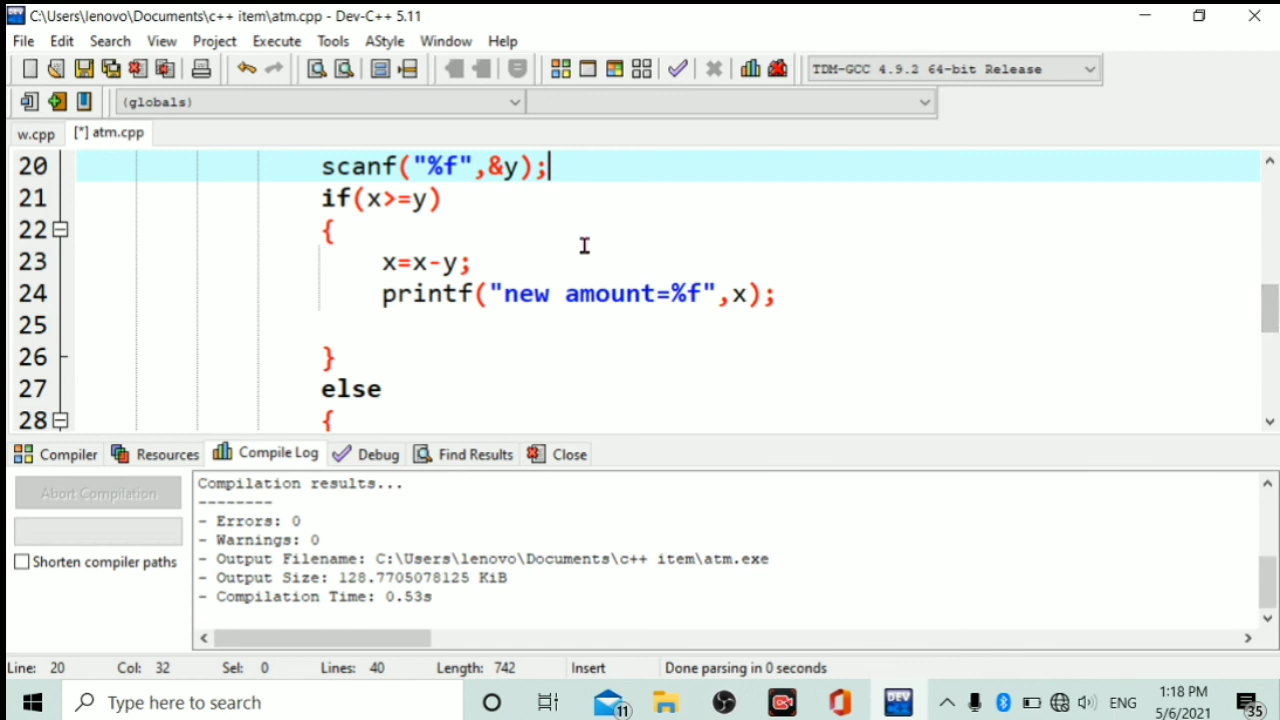 C:\Users\lenovo\Documents\c++ item\atm.cpp - Dev-C++ 5.11
File Edit Search View Project Execute Tools AStyle Window Help
TDM-GCC 4.9.2 64-bit Release
(globals)
w.cpp [*] atm.cpp
20 scanf("%f",&y);
21 if(x>=y)
22 {
23 x=x-y;
24 printf("new amount=%f",x);
25
26 }
27 else
28 {
Compiler Resources Compile Log Debug Find Results Close
Abort Compilation
Shorten compiler paths
Compilation results...
--------
- Errors: 0
- Warnings: 0
- Output Filename: C:\Users\lenovo\Documents\c++ item\atm.exe
- Output Size: 128.7705078125 KiB
- Compilation Time: 0.53s
Line: 20 Col: 32 Sel: 0 Lines: 40 Length: 742 Insert Done parsing in 0 seconds
Type here to search
11
DEV
ENG
1:18 PM
5/6/2021
35